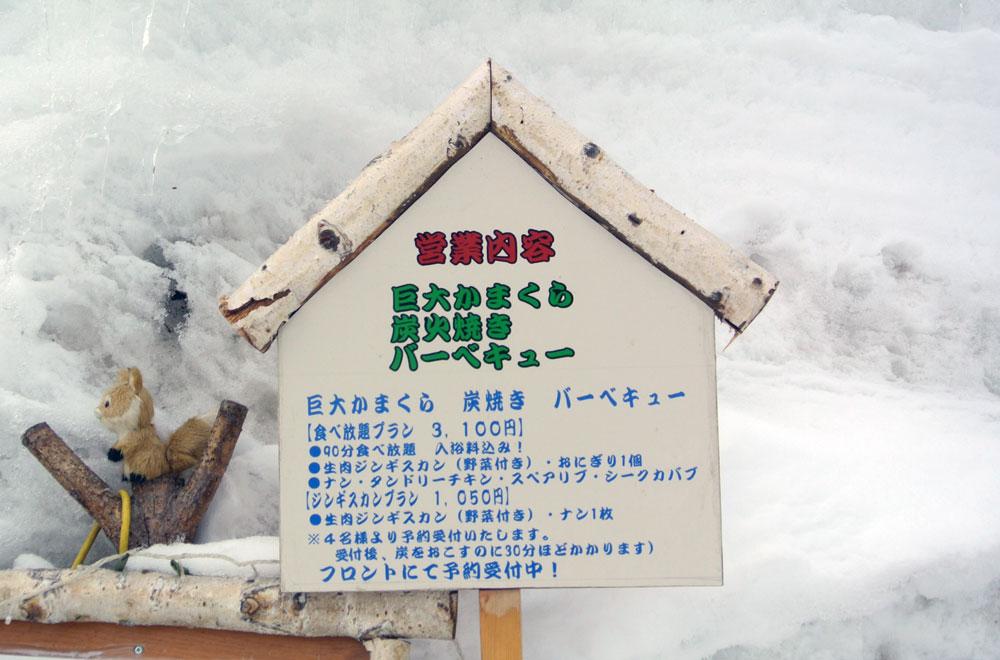 営業内容
巨大かまくら
炭火焼き
バーベキュー
巨大かまくら 炭焼き バーベキュー
【食べ放題プラン 3,100円】
●90分食べ放題 入浴料込み!
●生肉ジンギスカン(野菜付き)・おにぎり1個
●ナン・タンドリーチキン・スペアリブ・シークカバブ
【ジンギスカンプラン 1,050円】
●生肉ジンギスカン(野菜付き)・ナン1枚
※4名様より予約受付いたします。
受付後、炭をおこすのに30分ほどかかります)
フロントにて予約受付中!